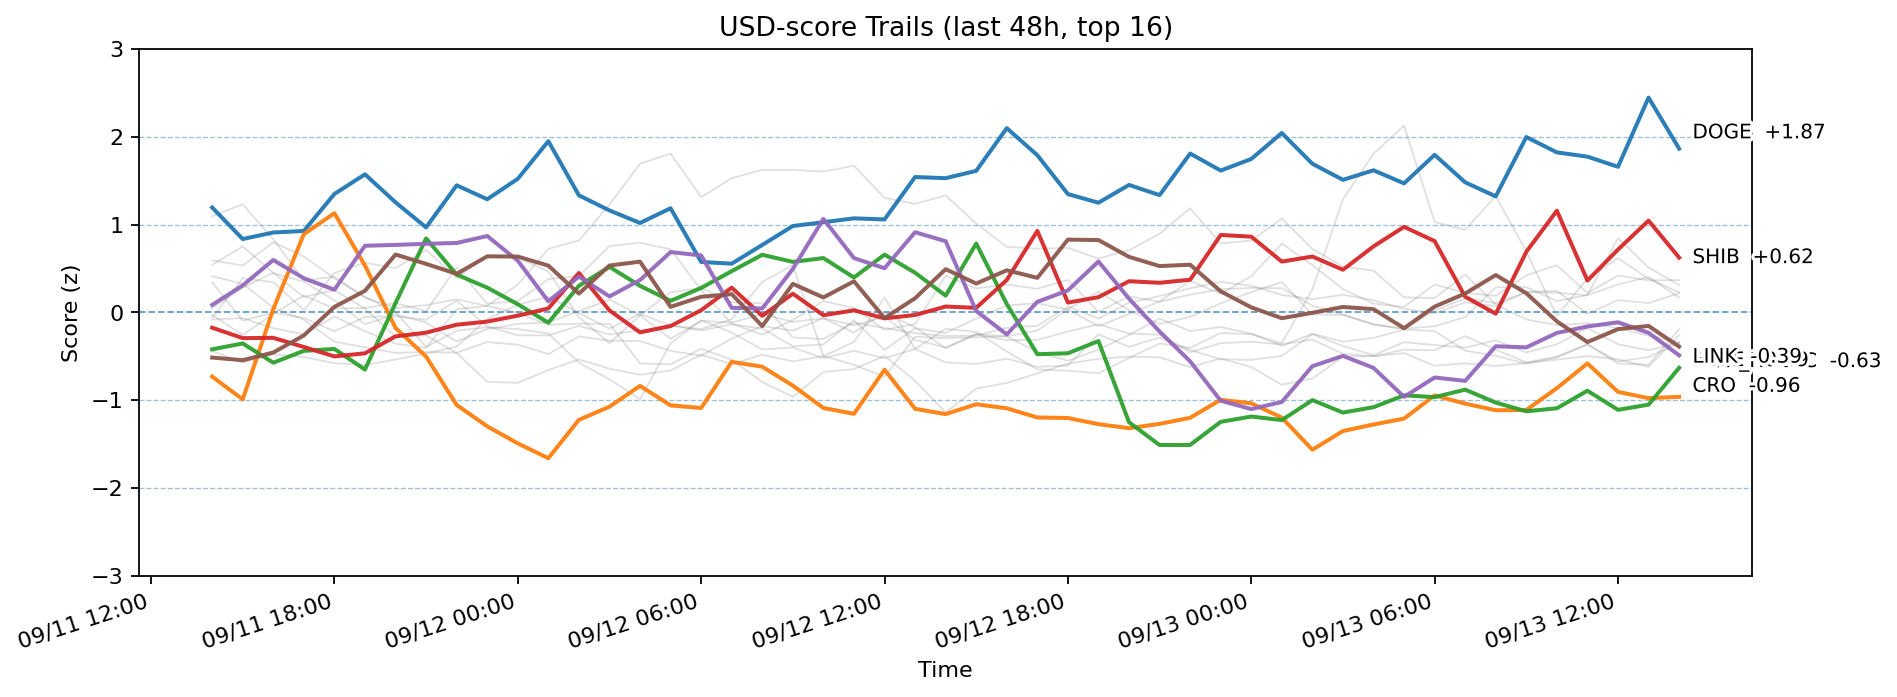 USD-score Trails (last 48h, top 16)
Score (z)
3
2
1
0
−1
−2
−3
DOGE +1.87
SHIB +0.62
LINK -0.39
-0.63
CRO -0.96
09/11 12:00
09/11 18:00
09/12 00:00
09/12 06:00
09/12 12:00
09/12 18:00
09/13 00:00
09/13 06:00
09/13 12:00
Time